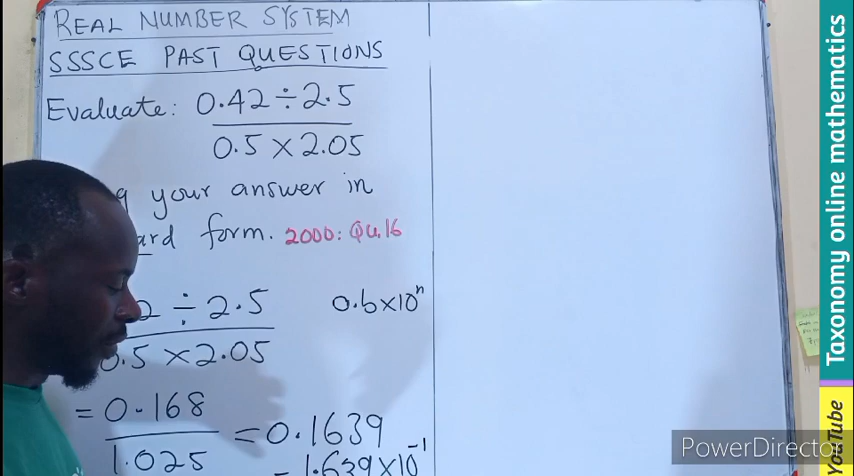 REAL NUMBER SYSTEM
SSSCE PAST QUESTIONS
Evaluate: 0.42 ÷ 2.5
0.5 × 2.05
your answer in
ard form. 2000: Qu.16
2 ÷ 2.5
0.5 × 2.05
0.b×10ⁿ
= 0.168
1.025
= 0.1639
= 1.639×10⁻¹
Taxonomy online mathematics
YouTube
PowerDirector